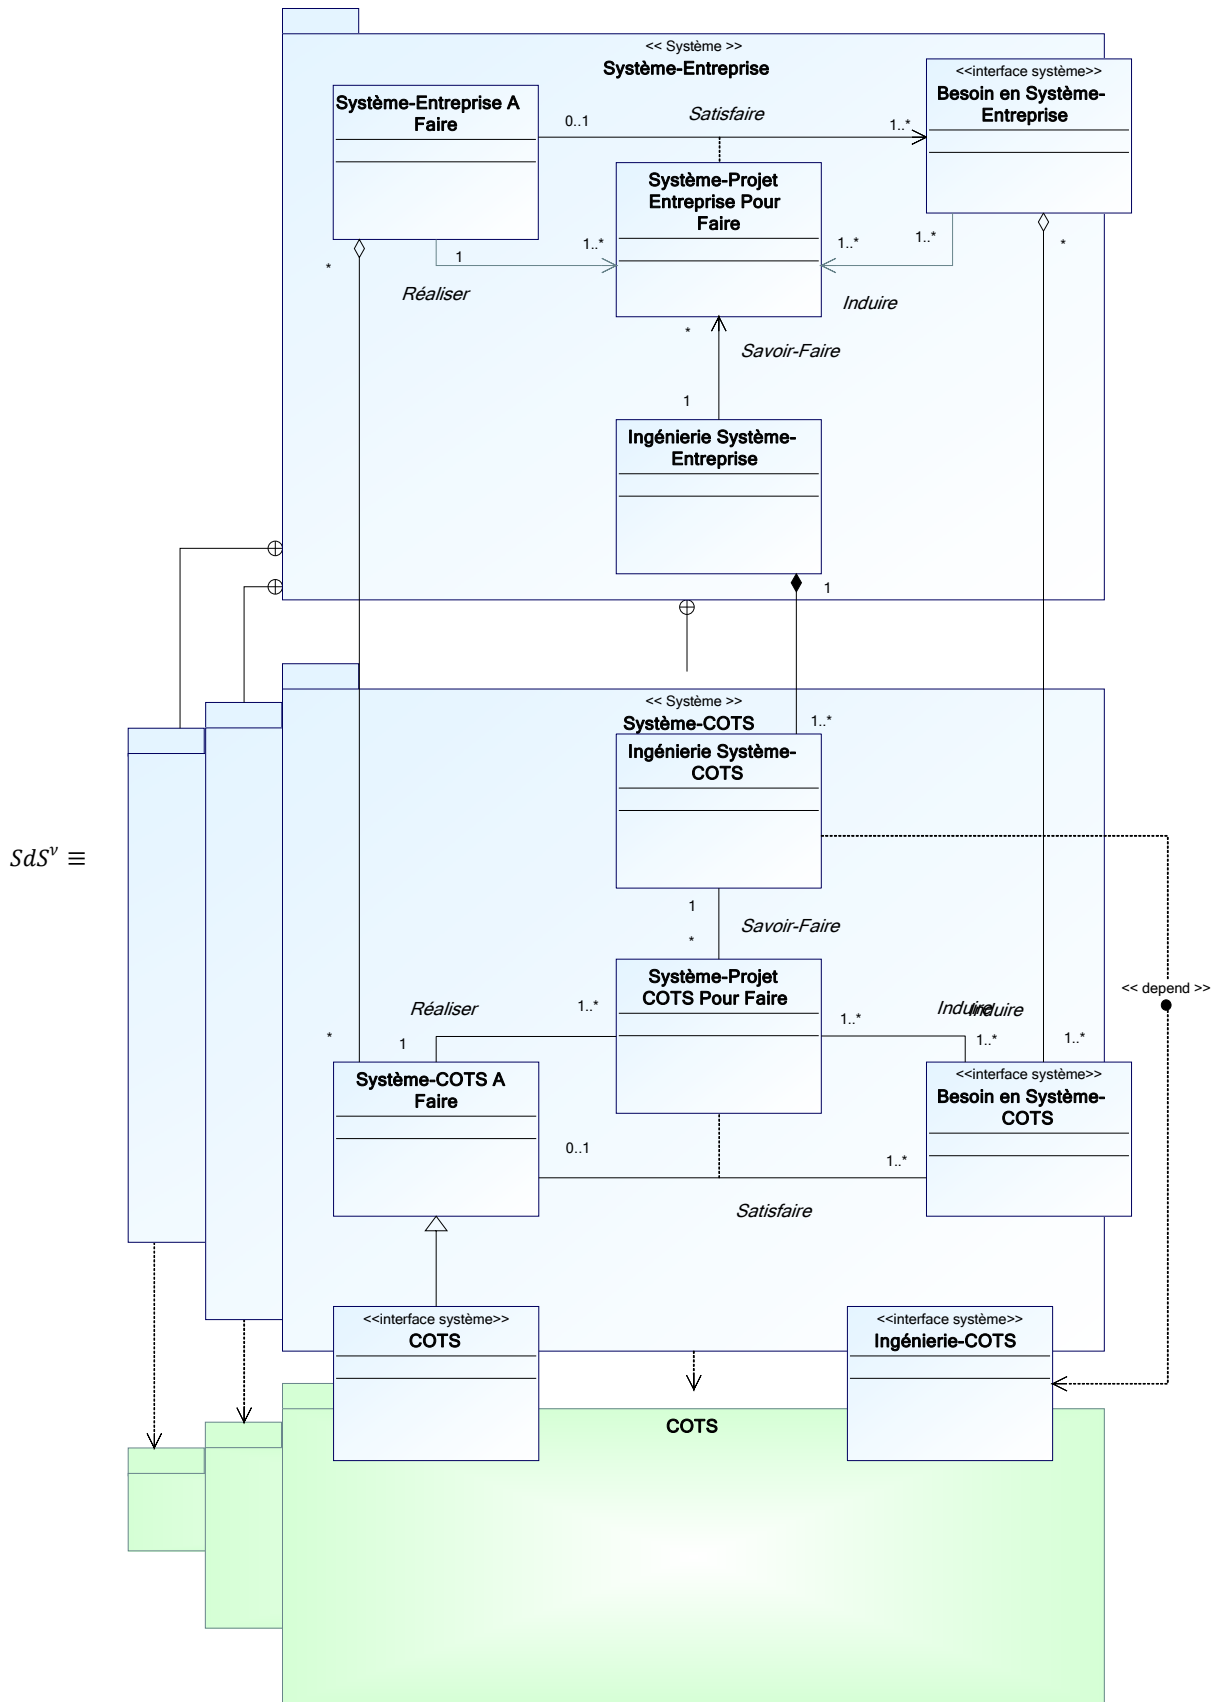 << Système >>
Système-Entreprise
<<interface système>>
Besoin en Système-
Entreprise
Système-Entreprise A
Faire
0..1
Satisfaire
1..*
Système-Projet
Entreprise Pour
Faire
*
1
1..*
1..*
1..*
*
Réaliser
Induire
*
Savoir-Faire
1
Ingénierie Système-
Entreprise
1
<< Système >>
Système-COTS
1..*
Ingénierie Système-
COTS
SdS^ν ≡
1
Savoir-Faire
*
Système-Projet
COTS Pour Faire
<< depend >>
Réaliser
1..*
1..*
Induire
Induire
*
1
1..*
1..*
Système-COTS A
Faire
<<interface système>>
Besoin en Système-
COTS
0..1
1..*
Satisfaire
<<interface système>>
COTS
<<interface système>>
Ingénierie-COTS
COTS